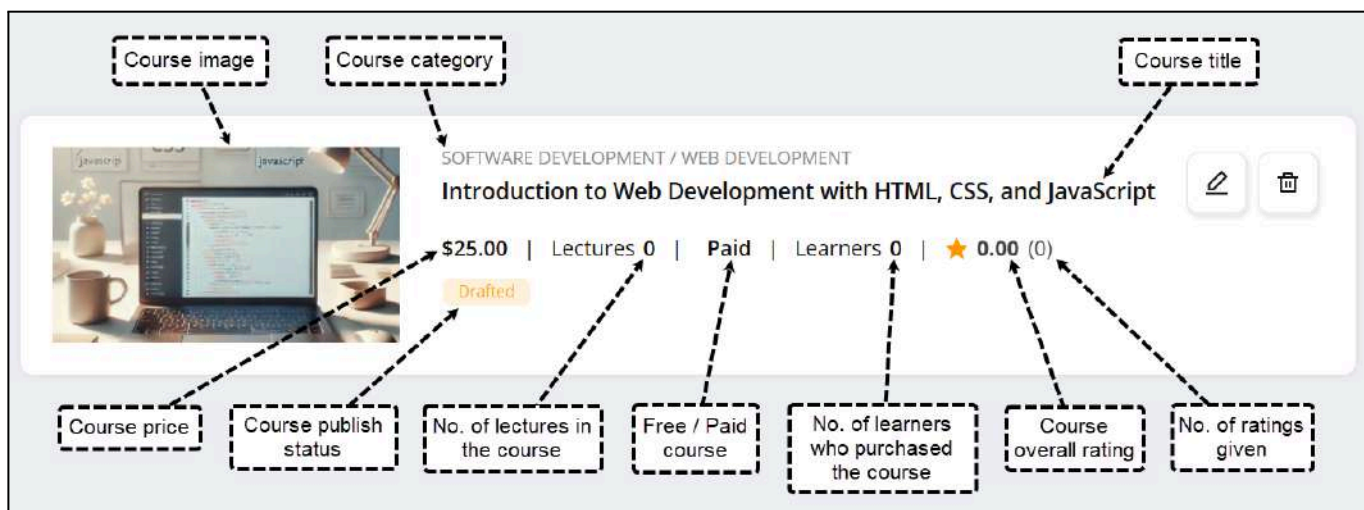 Course image
Course category
Course title
javascrip
CSS
javascript
SOFTWARE DEVELOPMENT / WEB DEVELOPMENT
Introduction to Web Development with HTML, CSS, and JavaScript
$25.00 | Lectures 0 | Paid | Learners 0 | 0.00 (0)
Drafted
Course price
Course publish
status
No. of lectures in
the course
Free / Paid
course
No. of learners
who purchased
the course
Course
overall rating
No. of ratings
given